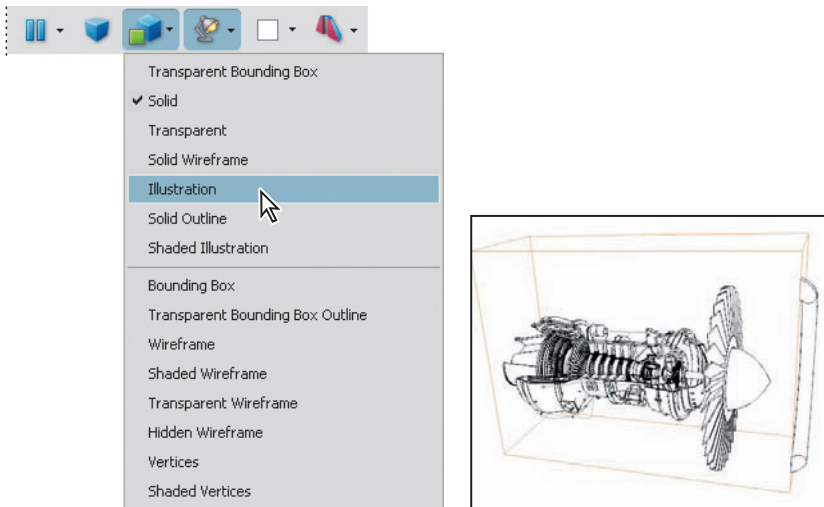 Transparent Bounding Box
Solid
Transparent
Solid Wireframe
Illustration
Solid Outline
Shaded Illustration
Bounding Box
Transparent Bounding Box Outline
Wireframe
Shaded Wireframe
Transparent Wireframe
Hidden Wireframe
Vertices
Shaded Vertices